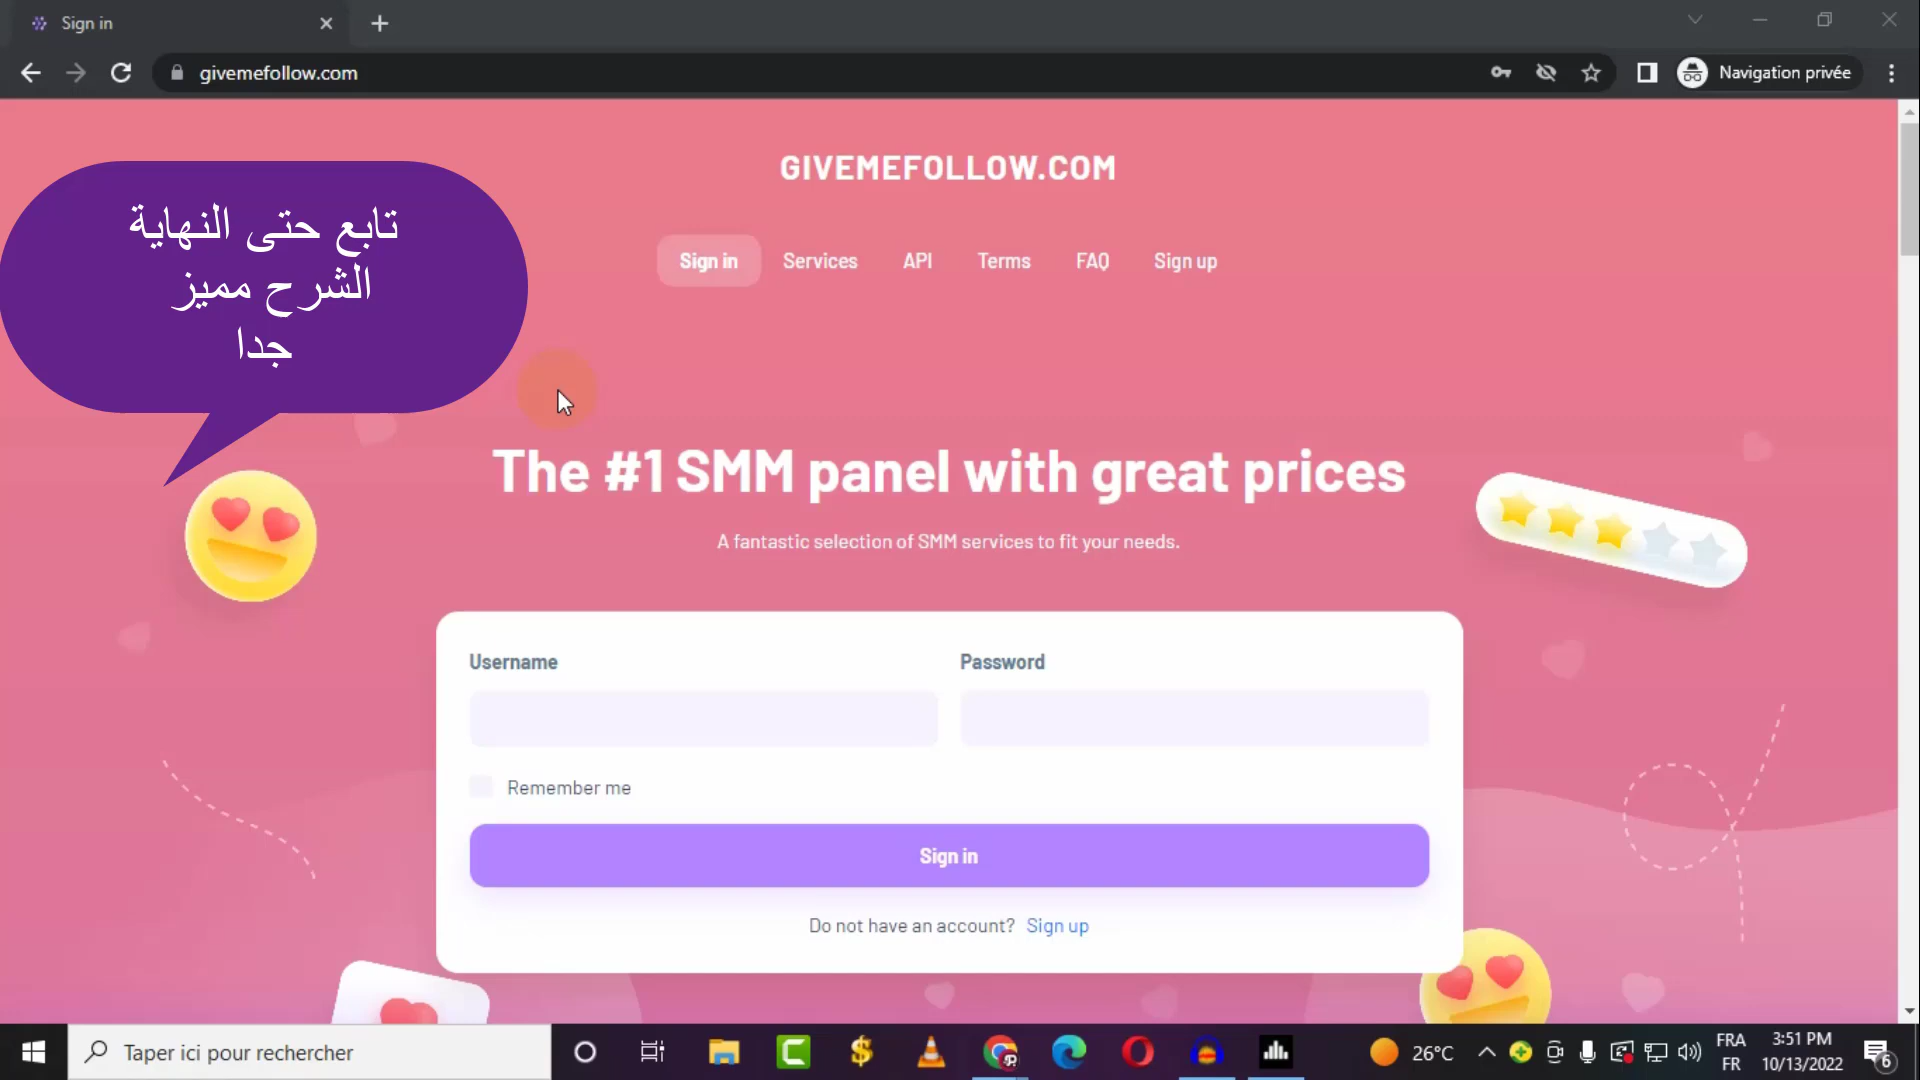 Sign in
givemefollow.com
Navigation privée
GIVEMEFOLLOW.COM
تابع حتى النهاية
الشرح مميز
جدا
Sign in Services API Terms FAQ Sign up
The #1 SMM panel with great prices
A fantastic selection of SMM services to fit your needs.
Username Password
Remember me
Sign in
Do not have an account? Sign up
Taper ici pour rechercher
26°C
FRA
FR
3:51 PM
10/13/2022
6